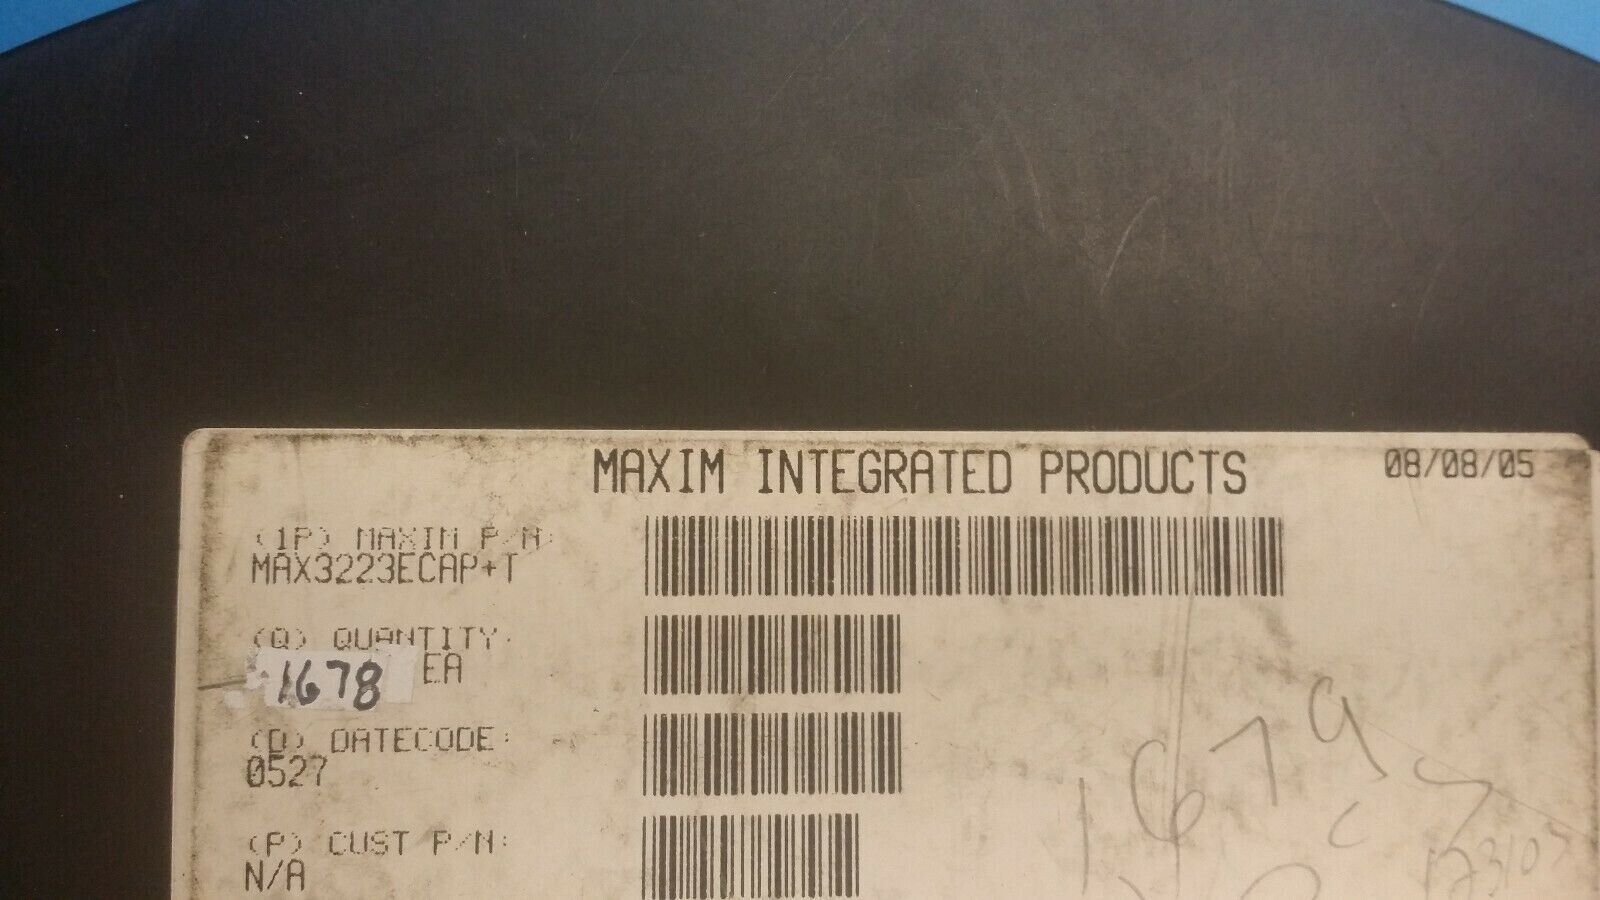 MAXIM INTEGRATED PRODUCTS 08/08/05
(1P) MAXIM P/N:
MAX3223ECAP+T
(Q) QUANTITY:
1678 EA
(D) DATECODE:
0527
(P) CUST P/N:
N/A
1679